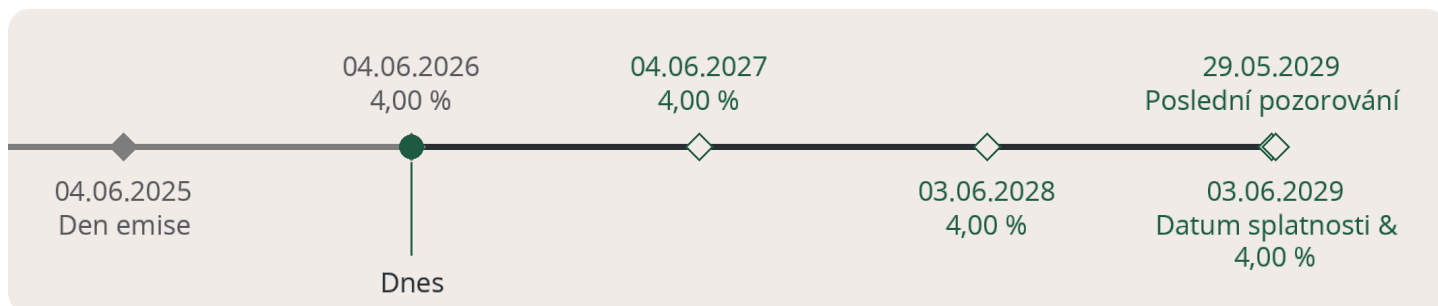 04.06.2026
4,00 %
04.06.2027
4,00 %
29.05.2029
Poslední pozorování
04.06.2025
Den emise
03.06.2028
4,00 %
03.06.2029
Datum splatnosti &
4,00 %
Dnes